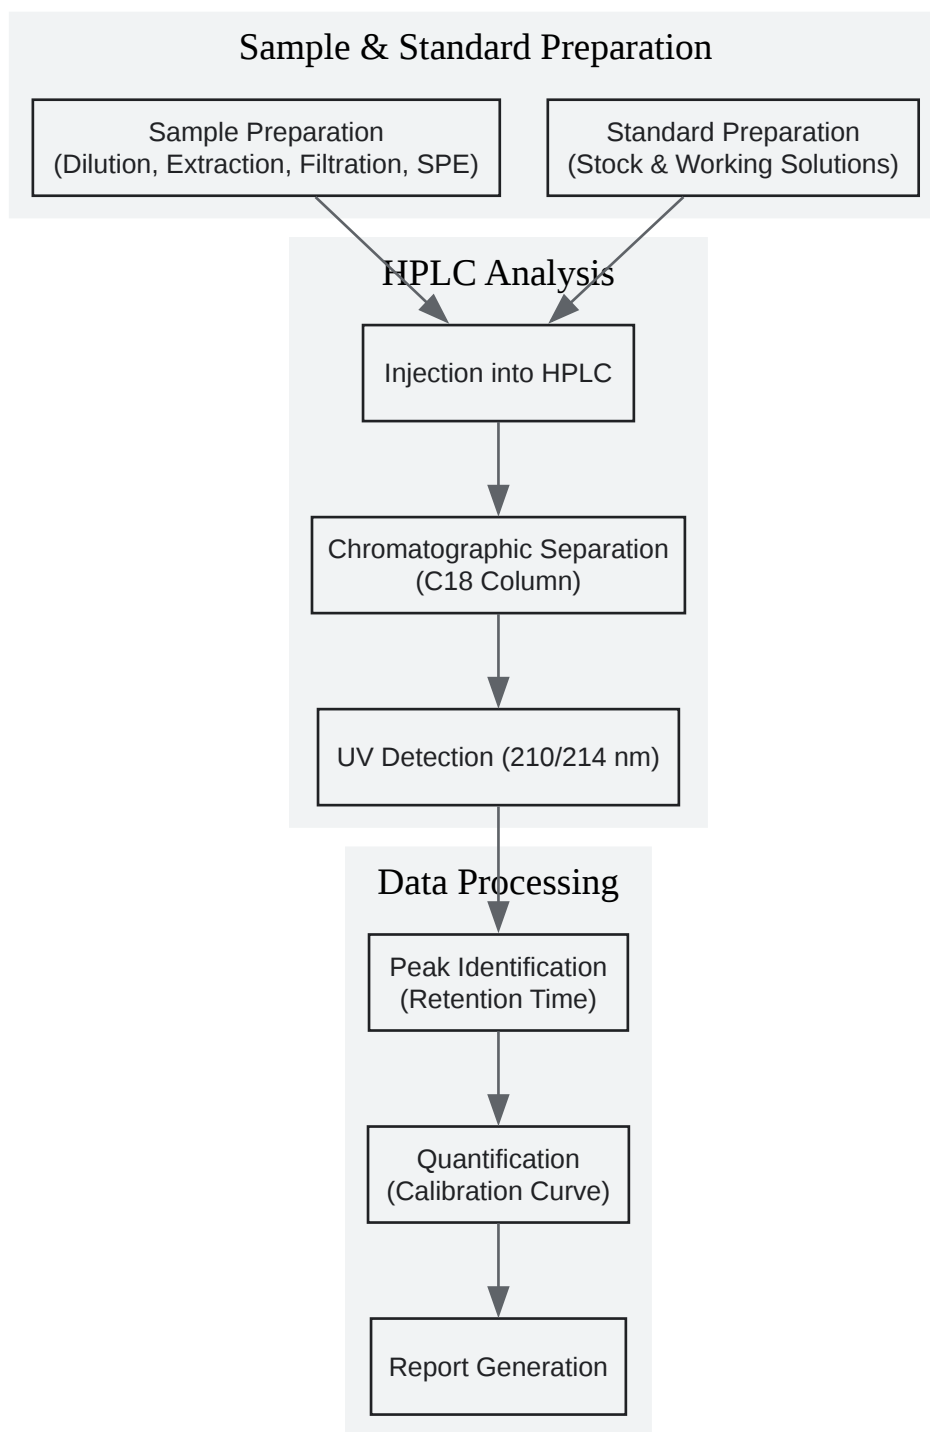 Sample & Standard Preparation
Sample Preparation
(Dilution, Extraction, Filtration, SPE)
Standard Preparation
(Stock & Working Solutions)
HPLC Analysis
Injection into HPLC
Chromatographic Separation
(C18 Column)
UV Detection (210/214 nm)
Data Processing
Peak Identification
(Retention Time)
Quantification
(Calibration Curve)
Report Generation